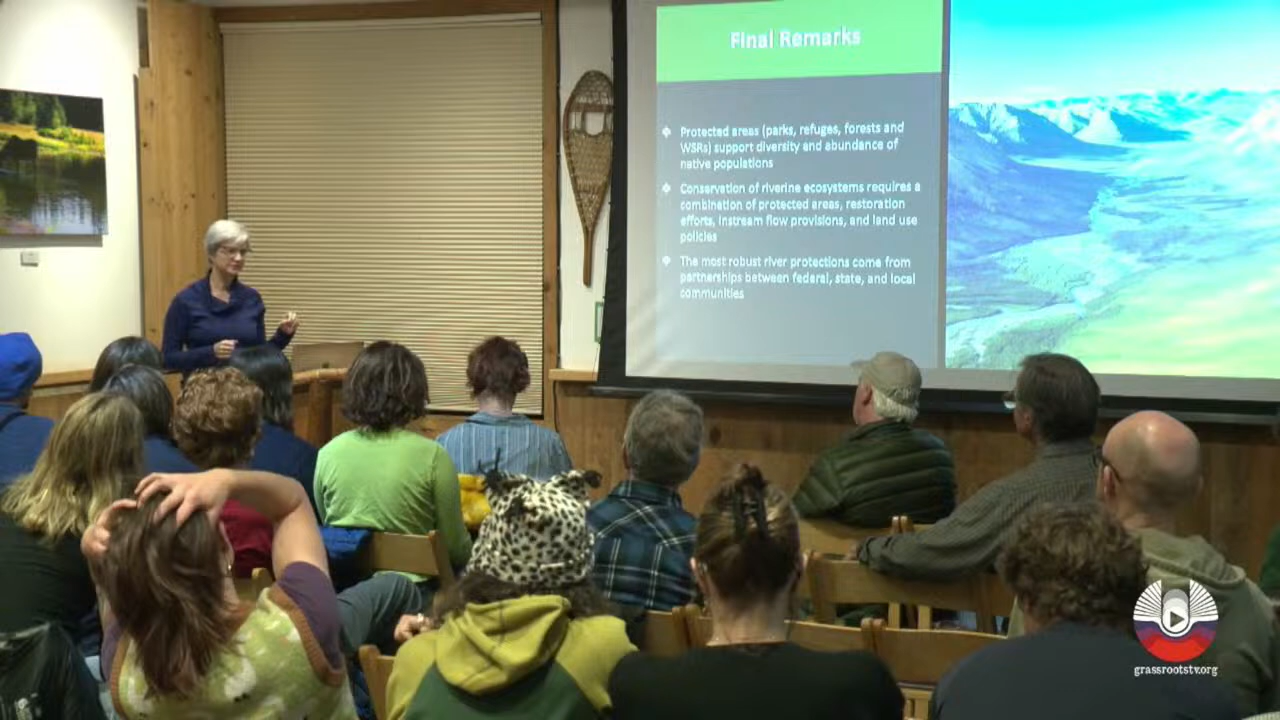 Final Remarks
Protected areas (parks, refuges, forests and
WSRs) support diversity and abundance of
native populations
Conservation of riverine ecosystems requires a
combination of protected areas, restoration
efforts, instream flow provisions, and land use
policies
The most robust river protections come from
partnerships between federal, state, and local
communities
grassrootstv.org